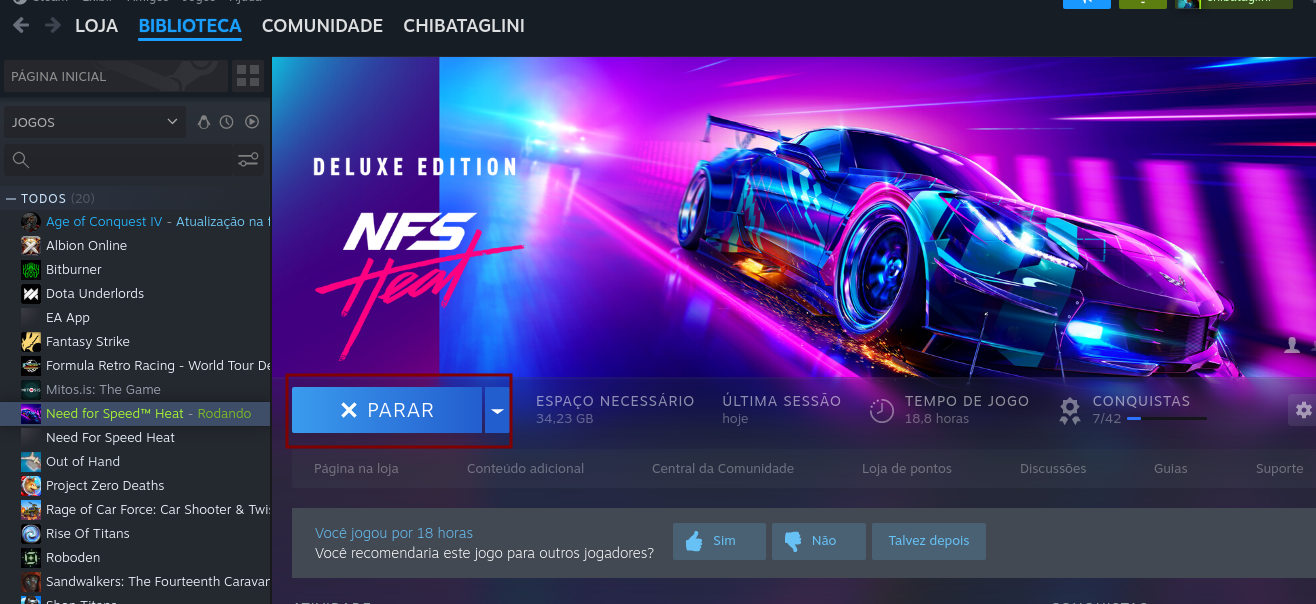 LOJA BIBLIOTECA COMUNIDADE CHIBATAGLINI
PÁGINA INICIAL
JOGOS
TODOS (20)
Age of Conquest IV - Atualização na f
Albion Online
Bitburner
Dota Underlords
EA App
Fantasy Strike
Formula Retro Racing - World Tour De
Mitos.is: The Game
Need for Speed™ Heat - Rodando
Need For Speed Heat
Out of Hand
Project Zero Deaths
Rage of Car Force: Car Shooter & Twis
Rise Of Titans
Roboden
Sandwalkers: The Fourteenth Caravan
DELUXE EDITION
NFS
Heat
PARAR
ESPAÇO NECESSÁRIO
34,23 GB
ÚLTIMA SESSÃO
hoje
TEMPO DE JOGO
18,8 horas
CONQUISTAS
7/42
Página na loja Conteúdo adicional Central da Comunidade Loja de pontos Discussões Guias Suporte
Você jogou por 18 horas
Você recomendaria este jogo para outros jogadores?
Sim Não Talvez depois